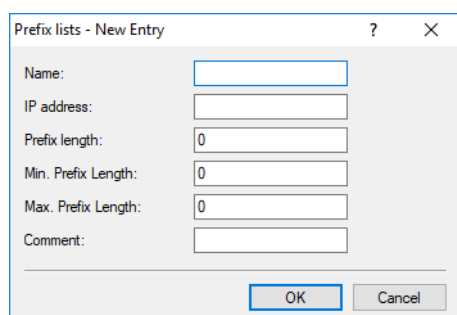 Prefix lists - New Entry ?
Name:
IP address:
Prefix length: 0
Min. Prefix Length: 0
Max. Prefix Length: 0
Comment:
OK Cancel